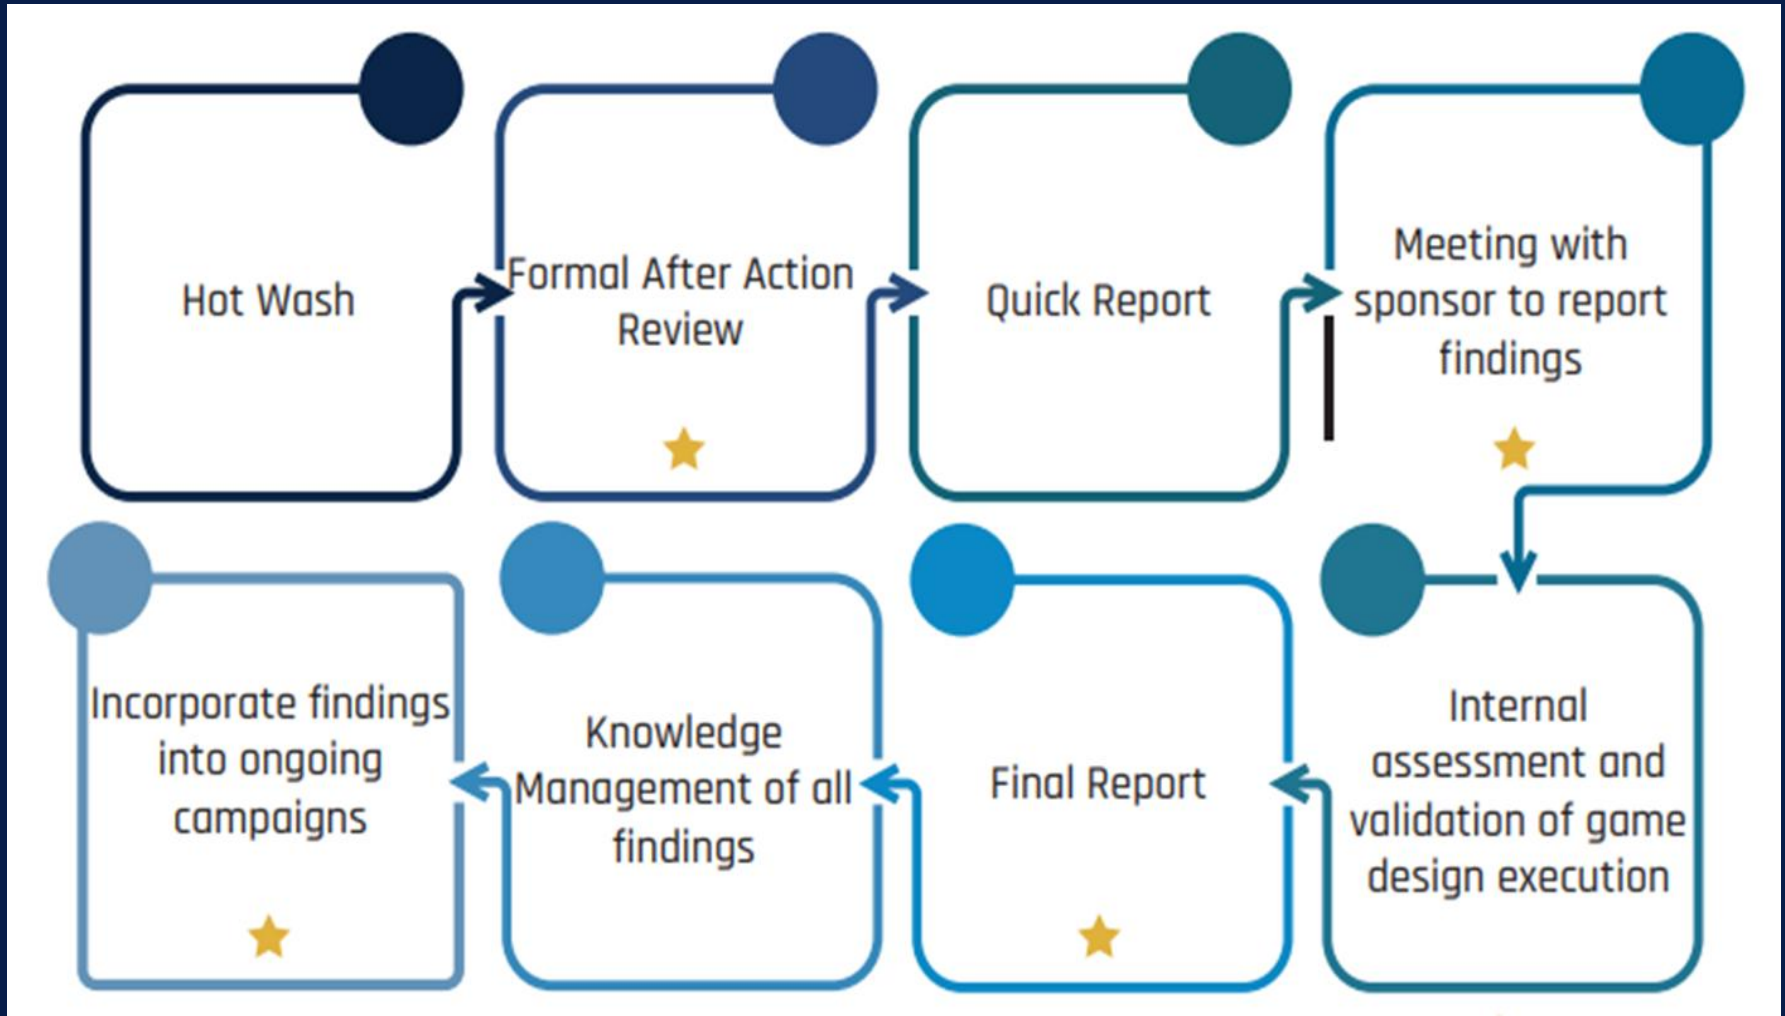 Hot Wash
Formal After Action
Review
Quick Report
Meeting with
sponsor to report
findings
Internal
assessment and
validation of game
design execution
Final Report
Knowledge
Management of all
findings
Incorporate findings
into ongoing
campaigns